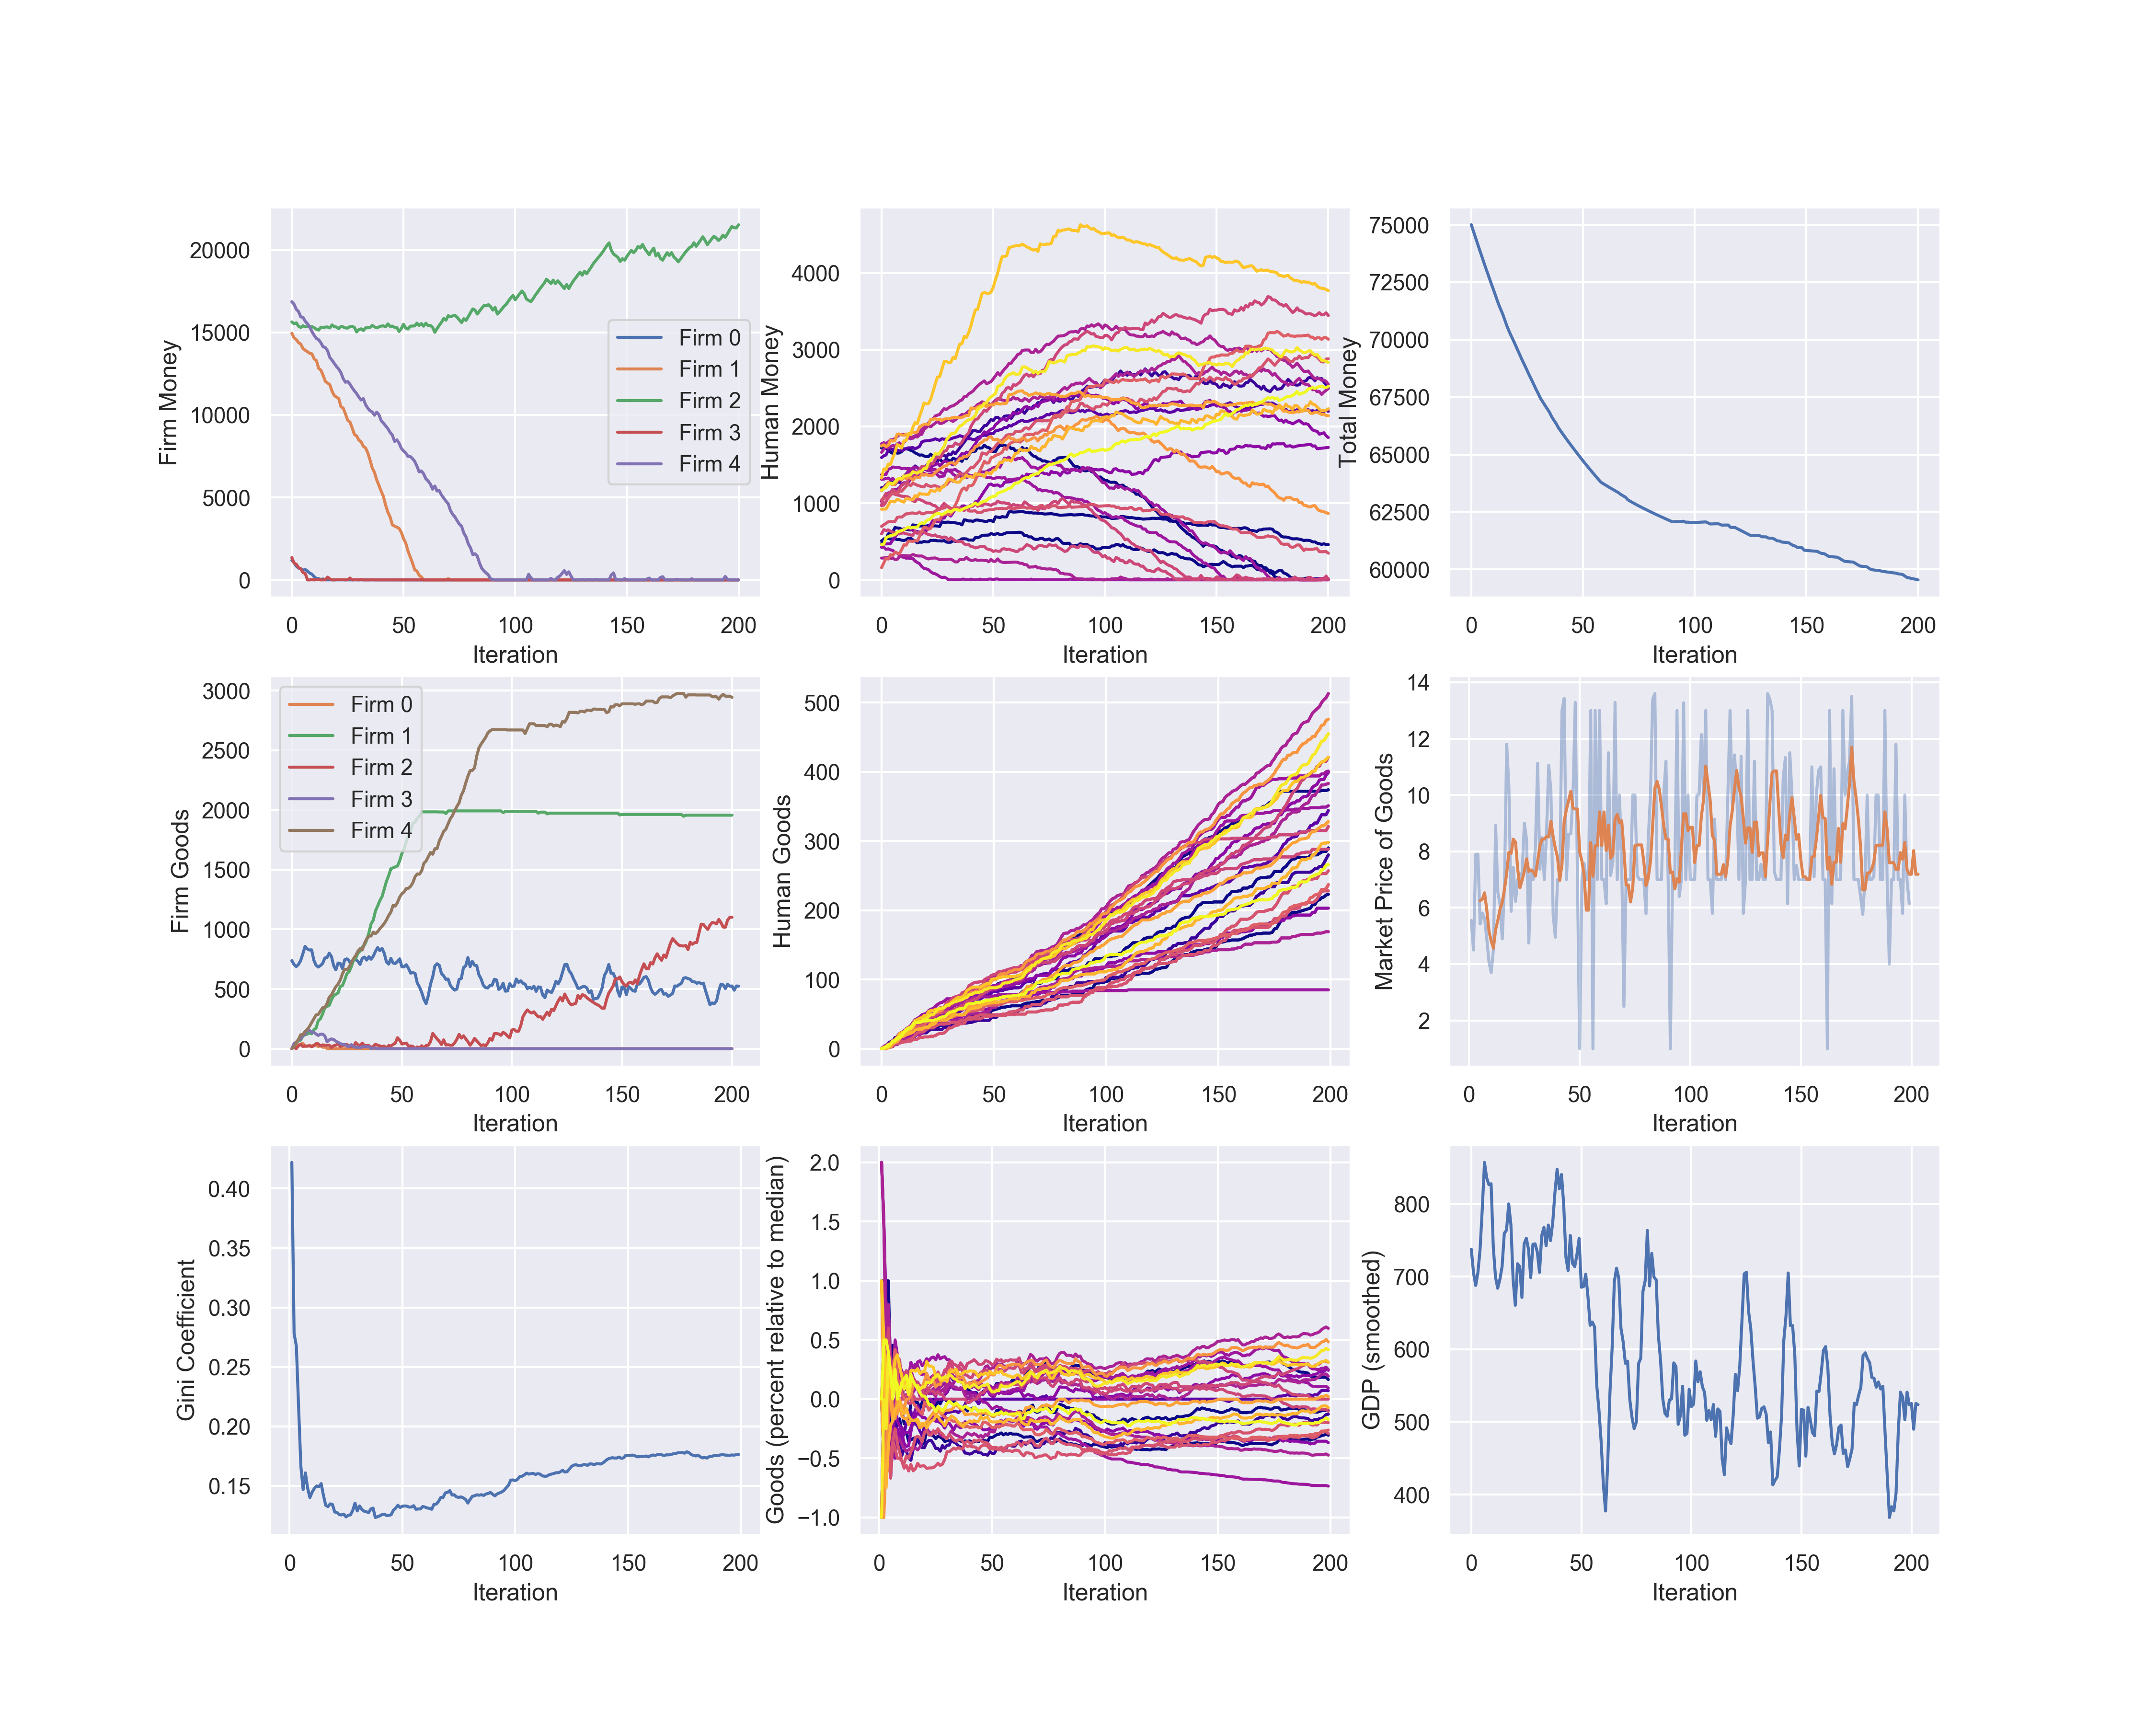 Firm Money
20000
15000
10000
5000
0
Firm 0
Firm 1
Firm 2
Firm 3
Firm 4
0 50 100 150 200
Iteration
Human Money
4000
3000
2000
1000
0
0 50 100 150 200
Iteration
Total Money
75000
72500
70000
67500
65000
62500
60000
0 50 100 150 200
Iteration
Firm Goods
3000
2500
2000
1500
1000
500
0
Firm 0
Firm 1
Firm 2
Firm 3
Firm 4
0 50 100 150 200
Iteration
Human Goods
500
400
300
200
100
0
0 50 100 150 200
Iteration
Market Price of Goods
14
12
10
8
6
4
2
0 50 100 150 200
Iteration
Gini Coefficient
0.40
0.35
0.30
0.25
0.20
0.15
0 50 100 150 200
Iteration
Goods (percent relative to median)
2.0
1.5
1.0
0.5
0.0
−0.5
−1.0
0 50 100 150 200
Iteration
GDP (smoothed)
800
700
600
500
400
0 50 100 150 200
Iteration